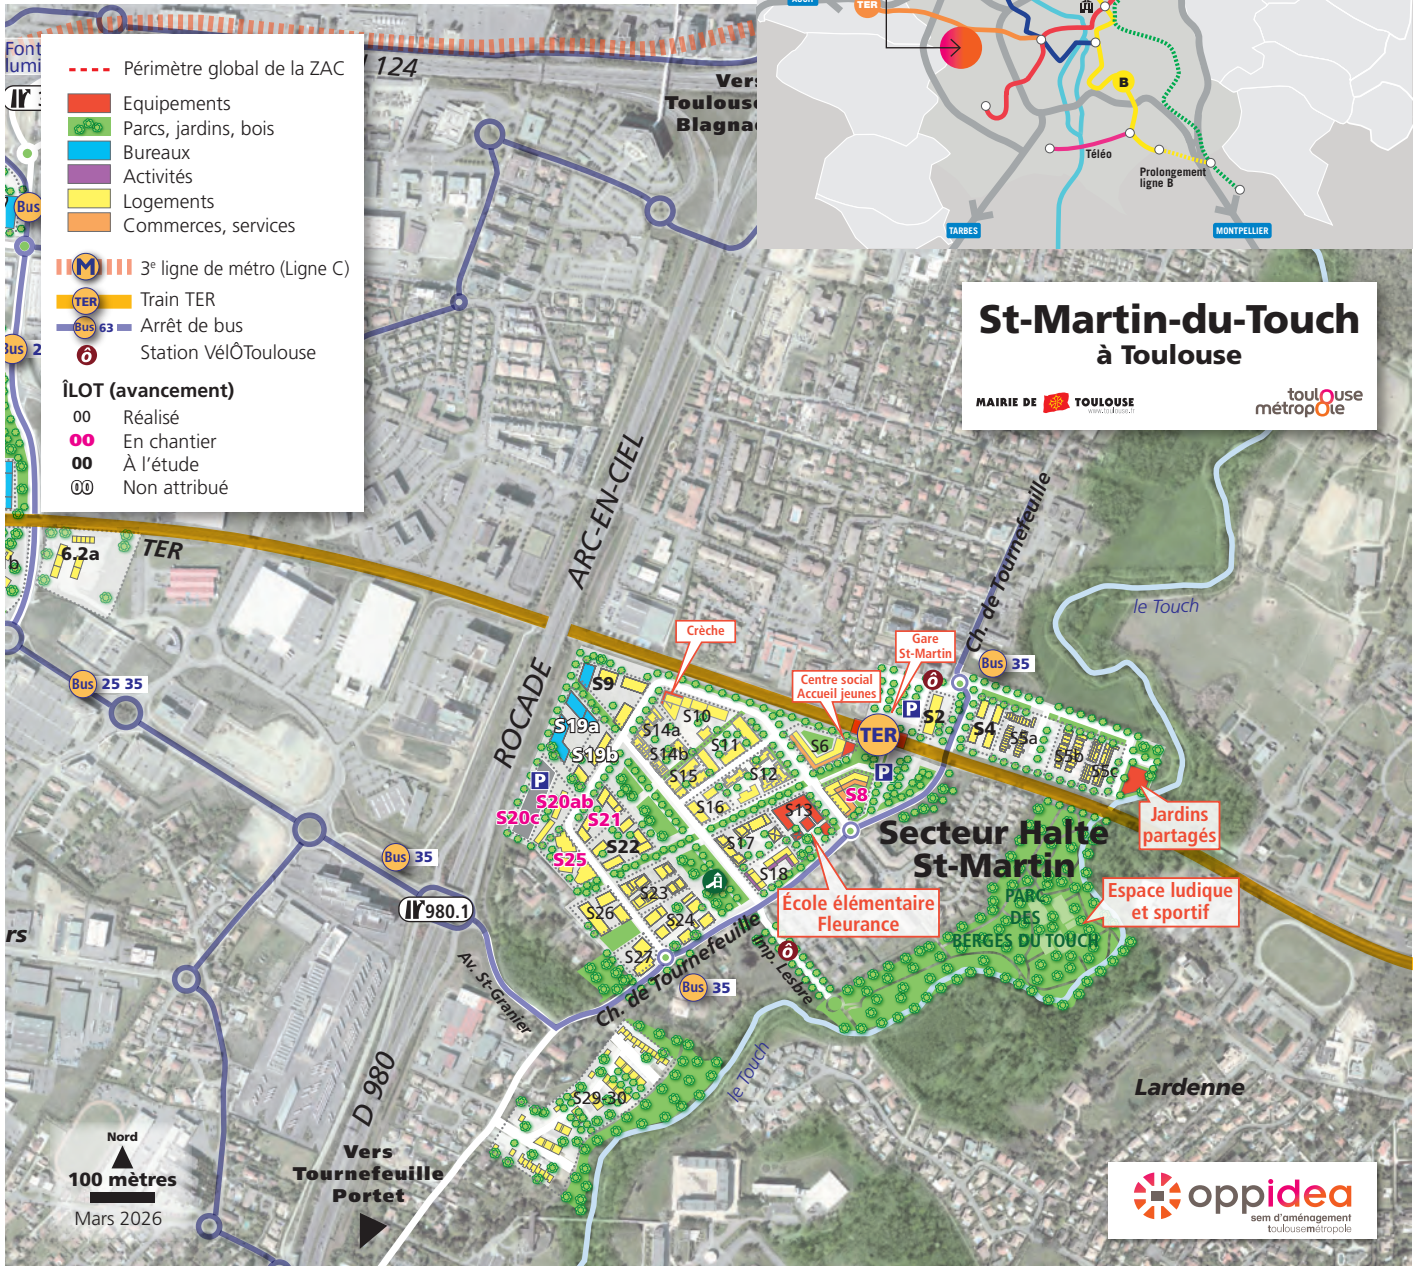 AUCH
TER
B
Téléo
Prolongement
ligne B
TARBES
MONTPELLIER
Font
lumi
N 124
Vers
Toulouse
Blagnac
Périmètre global de la ZAC
Equipements
Parcs, jardins, bois
Bureaux
Activités
Logements
Commerces, services
M 3e ligne de métro (Ligne C)
TER Train TER
Bus 63 Arrêt de bus
ô Station VélÔToulouse
ÎLOT (avancement)
00 Réalisé
00 En chantier
00 À l'étude
00 Non attribué
Bus
Bus 2
St-Martin-du-Touch
à Toulouse
MAIRIE DE TOULOUSE
www.toulouse.fr
toulouse
métropole
6.2a
b
TER
ARC-EN-CIEL
ROCADE
Ch. de Tournefeuille
le Touch
Crèche
Gare
St-Martin
Bus 35
Centre social
Accueil jeunes
ô
P
TER
P
S9
S10
S2
S4
S5a
S5b
S5c
S19a
S14a
S14b
S11
S6
S19b
S15
S12
P
S20ab
S20c
S21
S16
S13
S8
S22
S17
S25
S18
S23
S26
S24
S27
Jardins
partagés
Secteur Halte
St-Martin
École élémentaire
Fleurance
Espace ludique
et sportif
PARC
DES
BERGES DU TOUCH
Bus 25 35
Bus 35
980.1
rs
Av. St-Granier
Ch. de Tournefeuille
Imp. Lesbre
ô
Bus 35
le Touch
S29-30
D 980
Lardenne
Vers
Tournefeuille
Portet
Nord
100 mètres
Mars 2026
oppidea
sem d'aménagement
toulousemétropole